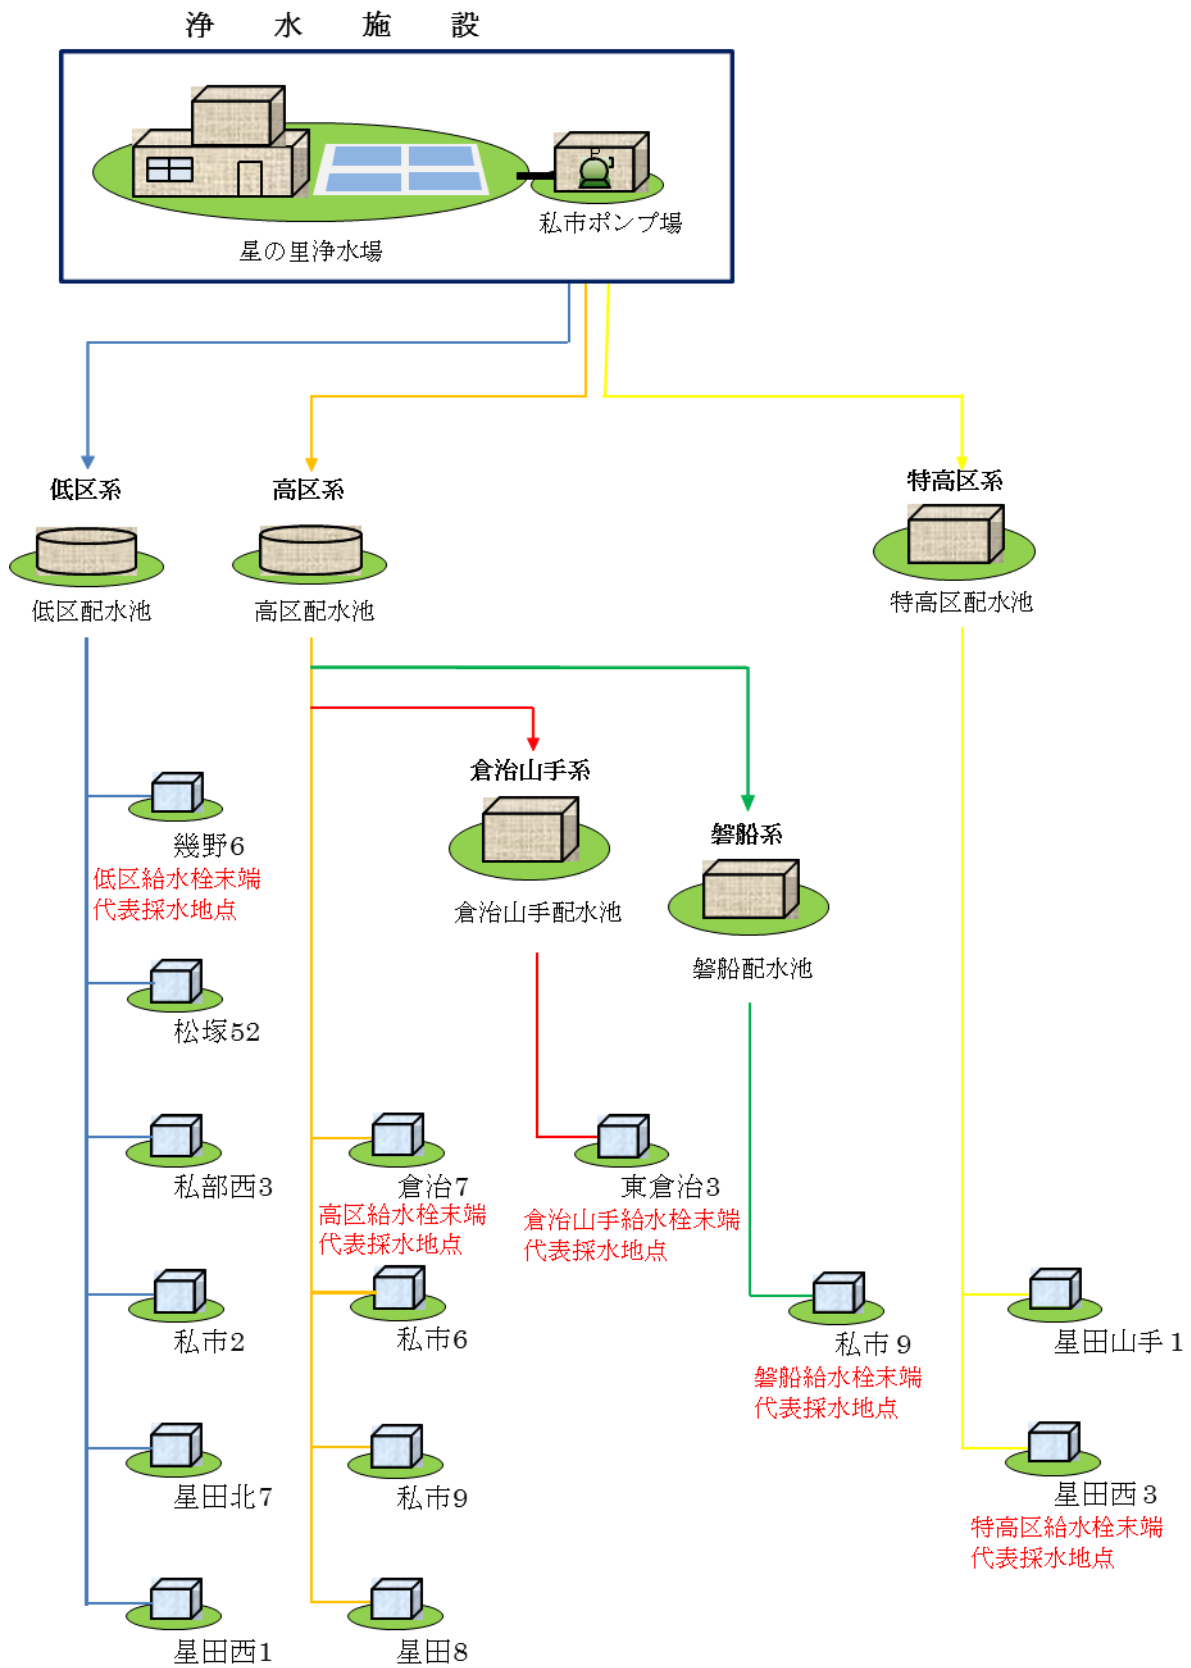 浄水施設
星の里浄水場
私市ポンプ場
低区系
低区配水池
高区系
高区配水池
特高区系
特高区配水池
倉治山手系
倉治山手配水池
磐船系
磐船配水池
幾野6
低区給水栓末端
代表採水地点
松塚52
私部西3
私市2
星田北7
星田西1
倉治7
高区給水栓末端
代表採水地点
私市6
私市9
星田8
東倉治3
倉治山手給水栓末端
代表採水地点
私市9
磐船給水栓末端
代表採水地点
星田山手1
星田西3
特高区給水栓末端
代表採水地点